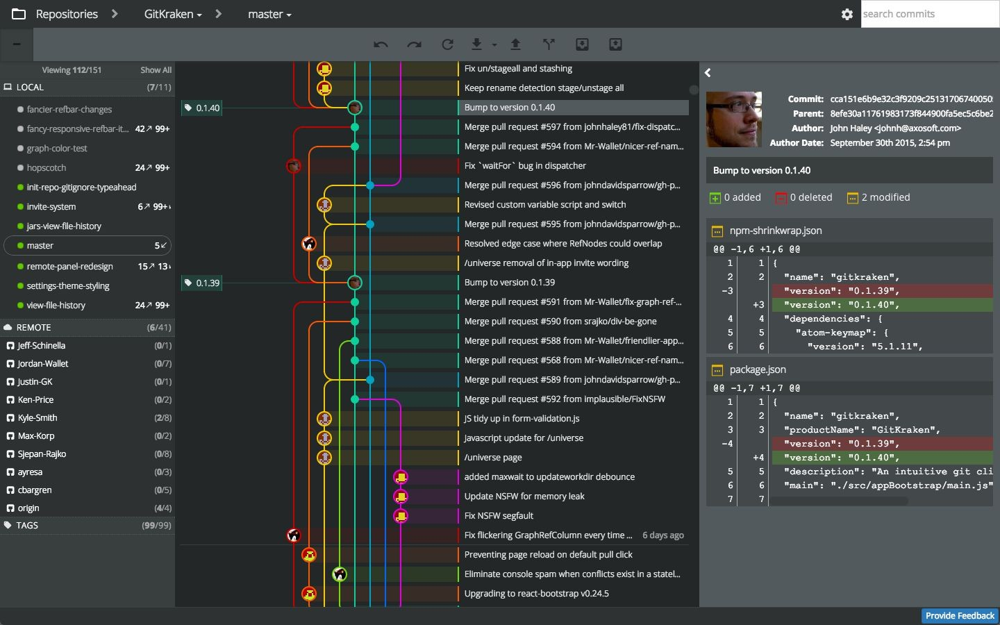 Repositories GitKraken master search commits
Viewing 112/151 Show All
LOCAL (7/11)
fancier-refbar-changes
fancy-responsive-refbar-it... 42↗ 99+
graph-color-test
hopscotch 24↗ 99+
init-repo-gitignore-typeahead
invite-system 6↗ 99+
jars-view-file-history
master 5↙
remote-panel-redesign 15↗ 13
settings-theme-styling
view-file-history 24↗ 99+
REMOTE (6/41)
Jeff-Schinella (0/1)
Jordan-Wallet (0/7)
Justin-GK (0/1)
Ken-Price (0/2)
Kyle-Smith (2/8)
Max-Korp (0/2)
Sjepan-Rajko (0/8)
ayresa (0/3)
cbargren (0/5)
origin (4/4)
TAGS (99/99)
Fix un/stageall and stashing
Keep rename detection stage/unstage all
0.1.40 Bump to version 0.1.40
Merge pull request #597 from johnhaley81/fix-dispatc...
Merge pull request #594 from Mr-Wallet/nicer-ref-nam...
Fix `waitFor` bug in dispatcher
Merge pull request #596 from johndavidsparrow/gh-p...
Revised custom variable script and switch
Merge pull request #595 from johndavidsparrow/gh-p...
Resolved edge case where RefNodes could overlap
/universe removal of in-app invite wording
0.1.39 Bump to version 0.1.39
Merge pull request #591 from Mr-Wallet/fix-graph-ref-...
Merge pull request #590 from srajko/div-be-gone
Merge pull request #588 from Mr-Wallet/friendlier-app...
Merge pull request #568 from Mr-Wallet/nicer-ref-nam...
Merge pull request #589 from johndavidsparrow/gh-p...
Merge pull request #592 from implausible/FixNSFW
JS tidy up in form-validation.js
Javascript update for /universe
/universe page
added maxwait to updateworkdir debounce
Update NSFW for memory leak
Fix NSFW segfault
Fix flickering GraphRefColumn every time ... 6 days ago
Preventing page reload on default pull click
Eliminate console spam when conflicts exist in a statel...
Upgrading to react-bootstrap v0.24.5
Commit: cca151e6b9e32c3f9209c2513170674005
Parent: 8efe30a11761983173f844900fa5ec5c6be2
Author: John Haley <johnh@axosoft.com>
Author Date: September 30th 2015, 2:54 pm
Bump to version 0.1.40
0 added 0 deleted 2 modified
npm-shrinkwrap.json
@@ -1,6 +1,6 @@
1 1 {
2 2 "name": "gitkraken",
-3 "version": "0.1.39",
+3 "version": "0.1.40",
4 4 "dependencies": {
5 5 "atom-keymap": {
6 6 "version": "5.1.11",
package.json
@@ -1,7 +1,7 @@
1 1 {
2 2 "name": "gitkraken",
3 3 "productName": "GitKraken",
-4 "version": "0.1.39",
+4 "version": "0.1.40",
5 5 "description": "An intuitive git cli
6 6 "main": "./src/appBootstrap/main.js"
7 7
Provide Feedback